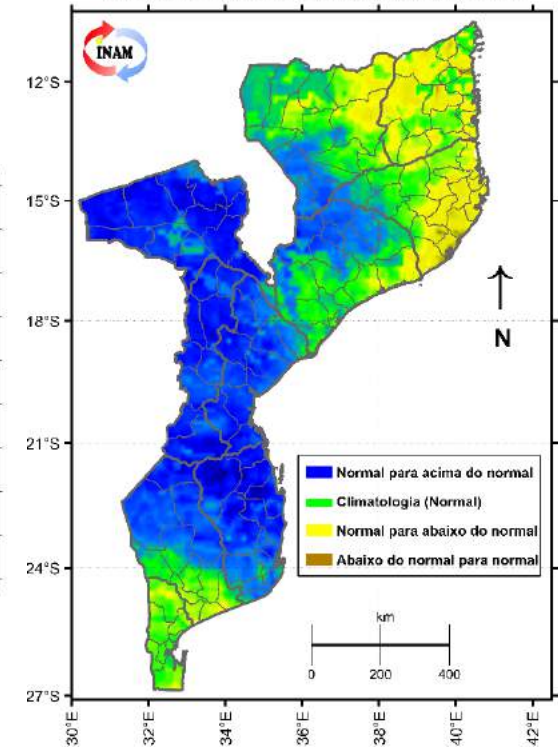 INAM
12°S
15°S
18°S
21°S
24°S
27°S
N
Normal para acima do normal
Climatologia (Normal)
Normal para abaixo do normal
Abaixo do normal para normal
km
0 200 400
30°E 32°E 34°E 36°E 38°E 40°E 42°E